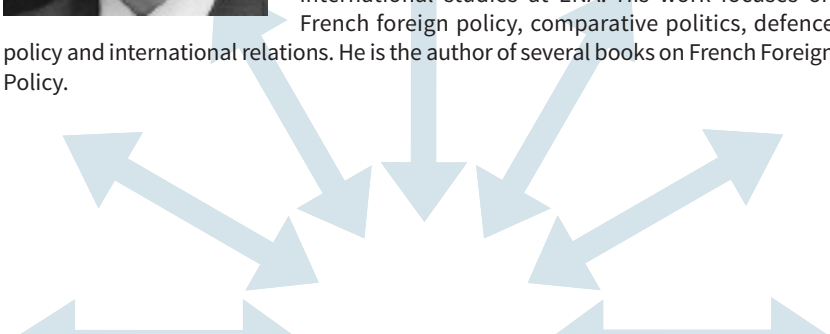 international studies at ENA. His work focuses on
French foreign policy, comparative politics, defence
policy and international relations. He is the author of several books on French Foreign
Policy.